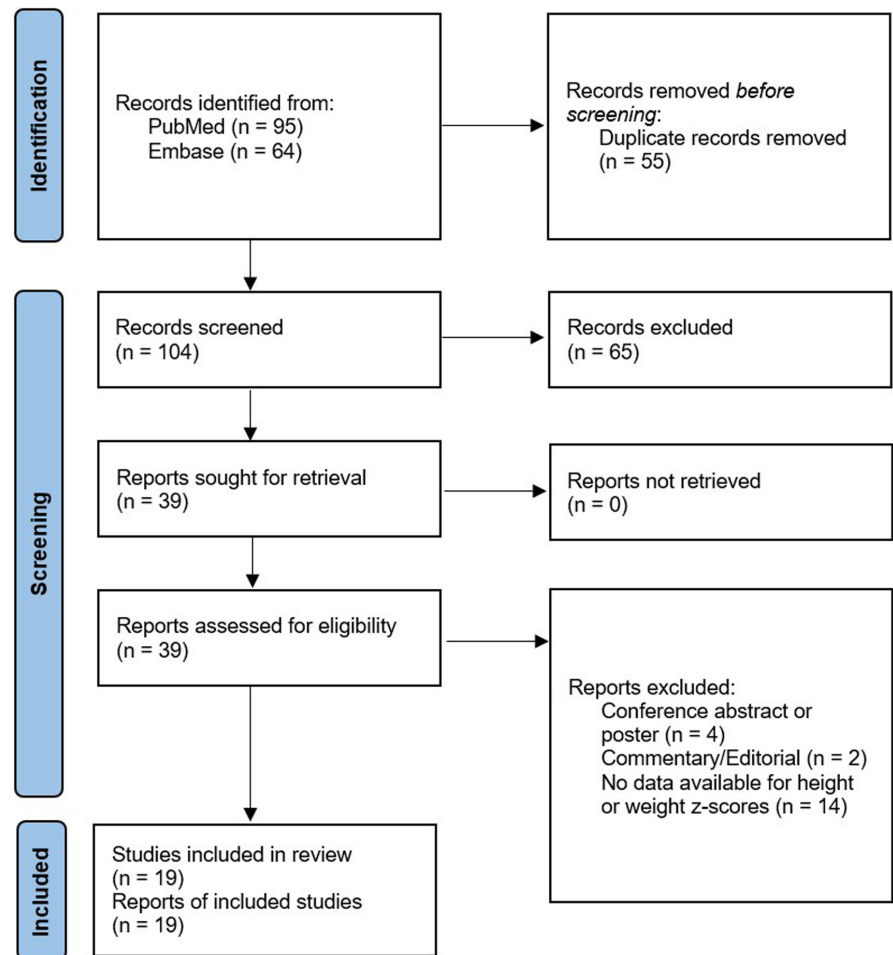 Identification
Records identified from:
PubMed (n = 95)
Embase (n = 64)
Records removed before
screening:
Duplicate records removed
(n = 55)
Screening
Records screened
(n = 104)
Records excluded
(n = 65)
Reports sought for retrieval
(n = 39)
Reports not retrieved
(n = 0)
Reports assessed for eligibility
(n = 39)
Reports excluded:
Conference abstract or
poster (n = 4)
Commentary/Editorial (n = 2)
No data available for height
or weight z-scores (n = 14)
Included
Studies included in review
(n = 19)
Reports of included studies
(n = 19)